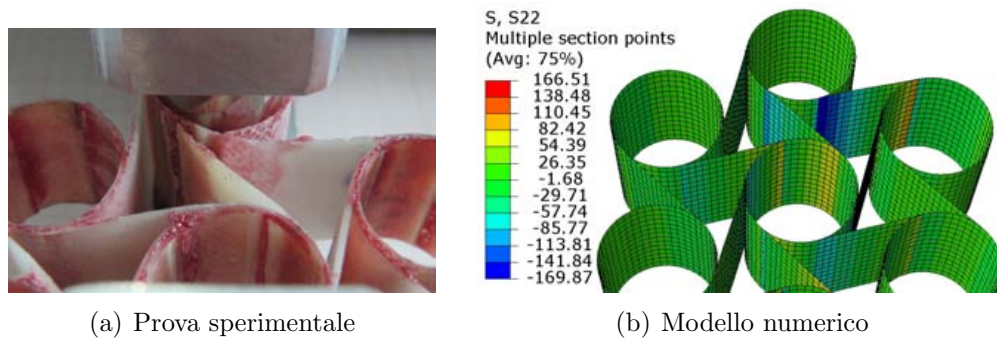 S, S22
Multiple section points
(Avg: 75%)
166.51
138.48
110.45
82.42
54.39
26.35
-1.68
-29.71
-57.74
-85.77
-113.81
-141.84
-169.87
(a) Prova sperimentale
(b) Modello numerico